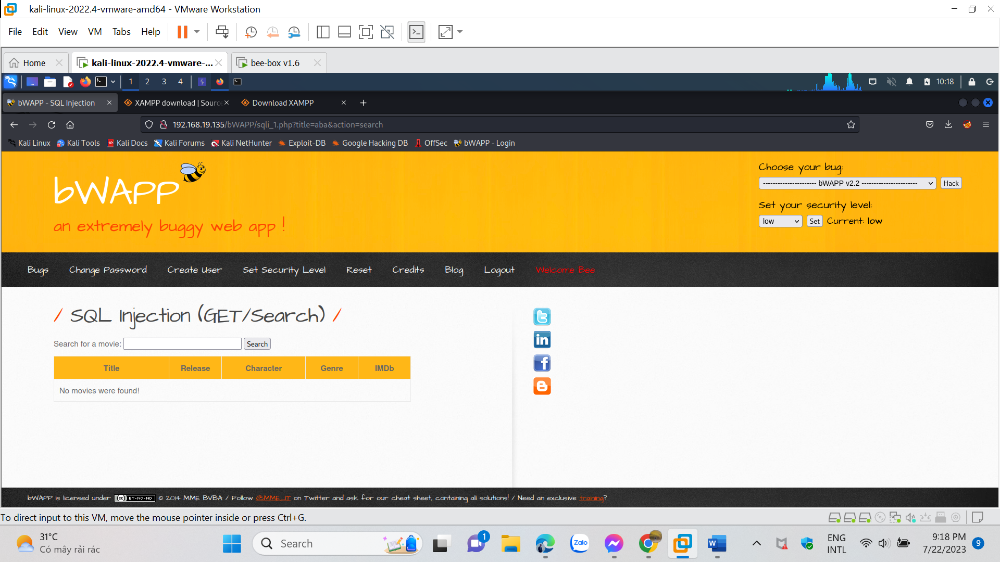 kali-linux-2022.4-vmware-amd64 - VMware Workstation
File Edit View VM Tabs Help
Home kali-linux-2022.4-vmware-... bee-box v1.6
1 2 3 4 10:18
bWAPP - SQL Injection XAMPP download | Source Download XAMPP
192.168.19.135/bWAPP/sqli_1.php?title=aba&action=search
Kali Linux Kali Tools Kali Docs Kali Forums Kali NetHunter Exploit-DB Google Hacking DB OffSec bWAPP - Login
bWAPP
an extremely buggy web app !
Choose your bug:
---------------------- bWAPP v2.2 ----------------------- Hack
Set your security level:
low Set Current: low
Bugs Change Password Create User Set Security Level Reset Credits Blog Logout Welcome Bee
/ SQL Injection (GET/Search) /
Search for a movie: Search
Title Release Character Genre IMDb
No movies were found!
bWAPP is licensed under (cc) BY-NC-ND © 2014 MME BVBA / Follow @MME_IT on Twitter and ask for our cheat sheet, containing all solutions! / Need an exclusive training?
To direct input to this VM, move the mouse pointer inside or press Ctrl+G.
31°C
Có mây rải rác
Search
1
Zalo
ENG
INTL
9:18 PM
7/22/2023
9